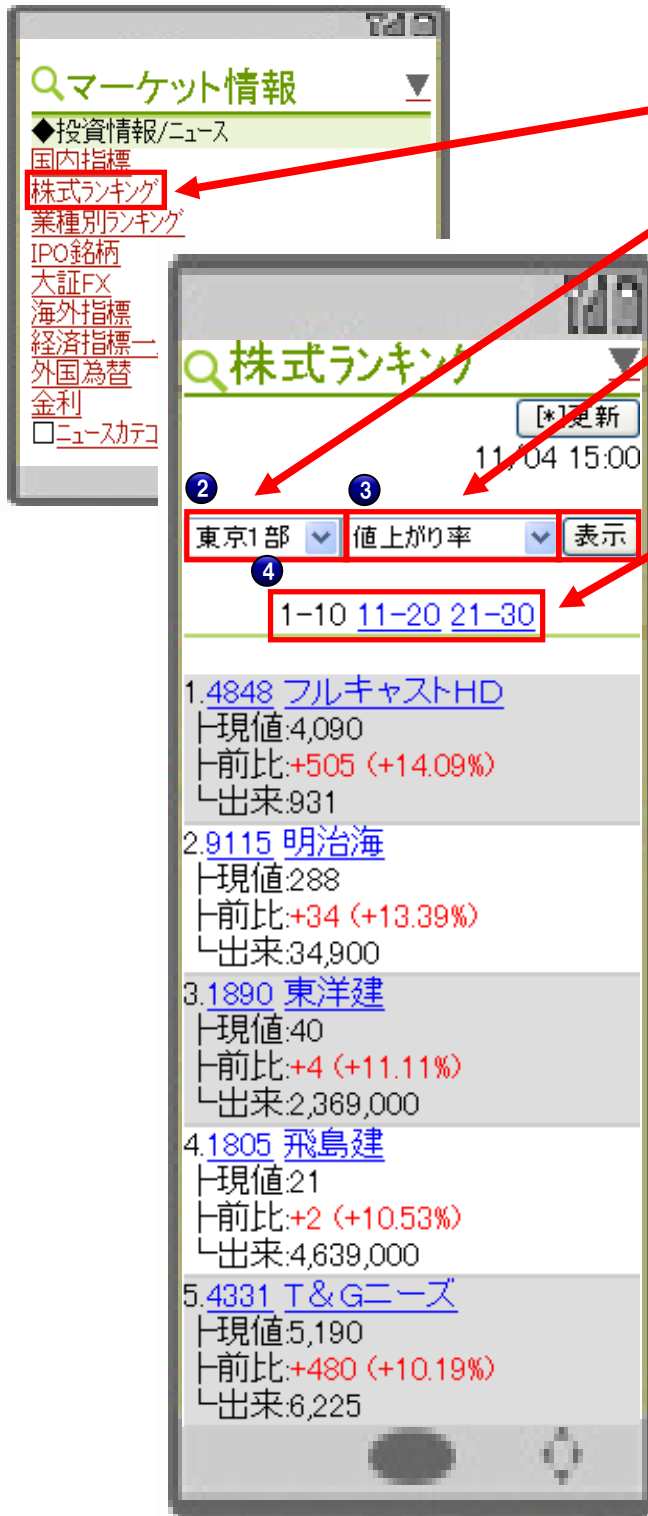 マーケット情報 ▼
◆投資情報/ニュース
国内指標
株式ランキング
業種別ランキング
IPO銘柄
大証FX
海外指標
経済指標一
外国為替
金利
□ニュースカテゴ
株式ランキング ▼
[*]更新
11/04 15:00
2 3
東京1部 値上がり率 表示
4
1-10 11-20 21-30
1.4848 フルキャストHD
├現値:4,090
├前比:+505 (+14.09%)
└出来:931
2.9115 明治海
├現値:288
├前比:+34 (+13.39%)
└出来:34,900
3.1890 東洋建
├現値:40
├前比:+4 (+11.11%)
└出来:2,369,000
4.1805 飛島建
├現値:21
├前比:+2 (+10.53%)
└出来:4,639,000
5.4331 T&Gニーズ
├現値:5,190
├前比:+480 (+10.19%)
└出来:6,225